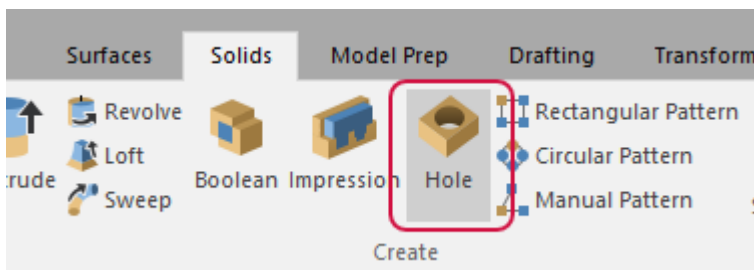 Surfaces Solids Model Prep Drafting Transform
Revolve Rectangular Pattern
Loft Circular Pattern
rude Boolean Impression Hole
Sweep Manual Pattern
Create